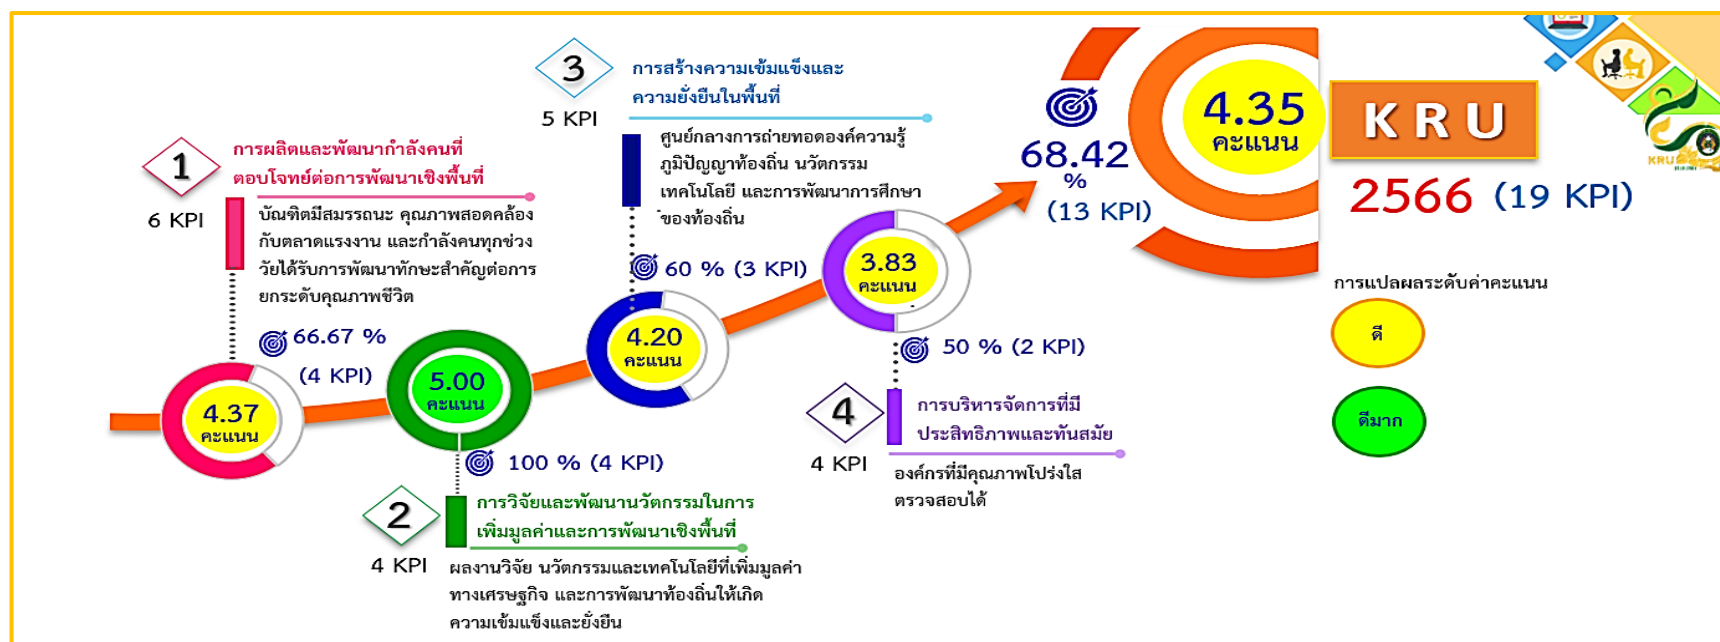 1
6 KPI
การผลิตและพัฒนากำลังคนที่
ตอบโจทย์ต่อการพัฒนาเชิงพื้นที่
บัณฑิตมีสมรรถนะ คุณภาพสอดคล้อง
กับตลาดแรงงาน และกำลังคนทุกช่วง
วัยได้รับการพัฒนาทักษะสำคัญต่อการ
ยกระดับคุณภาพชีวิต
66.67 %
(4 KPI)
4.37
คะแนน
5.00
คะแนน
100 % (4 KPI)
2
4 KPI
การวิจัยและพัฒนานวัตกรรมในการ
เพิ่มมูลค่าและการพัฒนาเชิงพื้นที่
ผลงานวิจัย นวัตกรรมและเทคโนโลยีที่เพิ่มมูลค่า
ทางเศรษฐกิจ และการพัฒนาท้องถิ่นให้เกิด
ความเข้มแข็งและยั่งยืน
3
5 KPI
การสร้างความเข้มแข็งและ
ความยั่งยืนในพื้นที่
ศูนย์กลางการถ่ายทอดองค์ความรู้
ภูมิปัญญาท้องถิ่น นวัตกรรม
เทคโนโลยี และการพัฒนาการศึกษา
ของท้องถิ่น
60 % (3 KPI)
4.20
คะแนน
3.83
คะแนน
50 % (2 KPI)
4
4 KPI
การบริหารจัดการที่มี
ประสิทธิภาพและทันสมัย
องค์กรที่มีคุณภาพโปร่งใส
ตรวจสอบได้
68.42
%
(13 KPI)
4.35
คะแนน
KRU
2566 (19 KPI)
การแปลผลระดับค่าคะแนน
ดี
ดีมาก
KRU